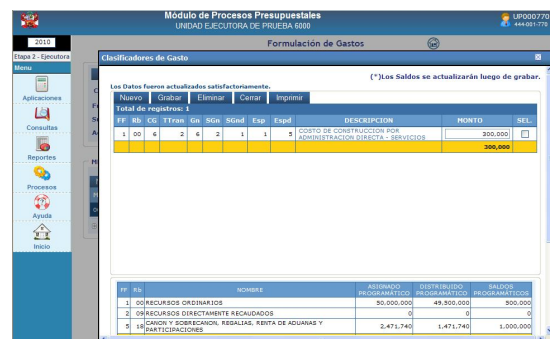 Módulo de Procesos Presupuestales
UNIDAD EJECUTORA DE PRUEBA 6000
UP000770
444-001-770
2010
Formulación de Gastos
Etapa 2 - Ejecutora
Clasificadores de Gasto
Menu
Aplicaciones
Consultas
Reportes
Procesos
Ayuda
Inicio
(*)Los Saldos se actualizarán luego de grabar.
Los Datos fueron actualizados satisfactoriamente.
Nuevo Grabar Eliminar Cerrar Imprimir
Total de registros: 1
FF Rb CG TTran Gn SGn SGnd Esp Espd DESCRIPCION MONTO SEL.
1 00 6 2 6 2 1 1 5 COSTO DE CONSTRUCCION POR ADMINISTRACION DIRECTA - SERVICIOS 300,000
300,000
FF Rb NOMBRE ASIGNADO PROGRAMÁTICO DISTRIBUIDO PROGRAMÁTICO SALDOS PROGRAMÁTICOS
1 00 RECURSOS ORDINARIOS 50,000,000 49,500,000 500,000
2 09 RECURSOS DIRECTAMENTE RECAUDADOS 0 0 0
5 18 CANON Y SOBRECANON, REGALIAS, RENTA DE ADUANAS Y PARTICIPACIONES 2,471,740 1,471,740 1,000,000